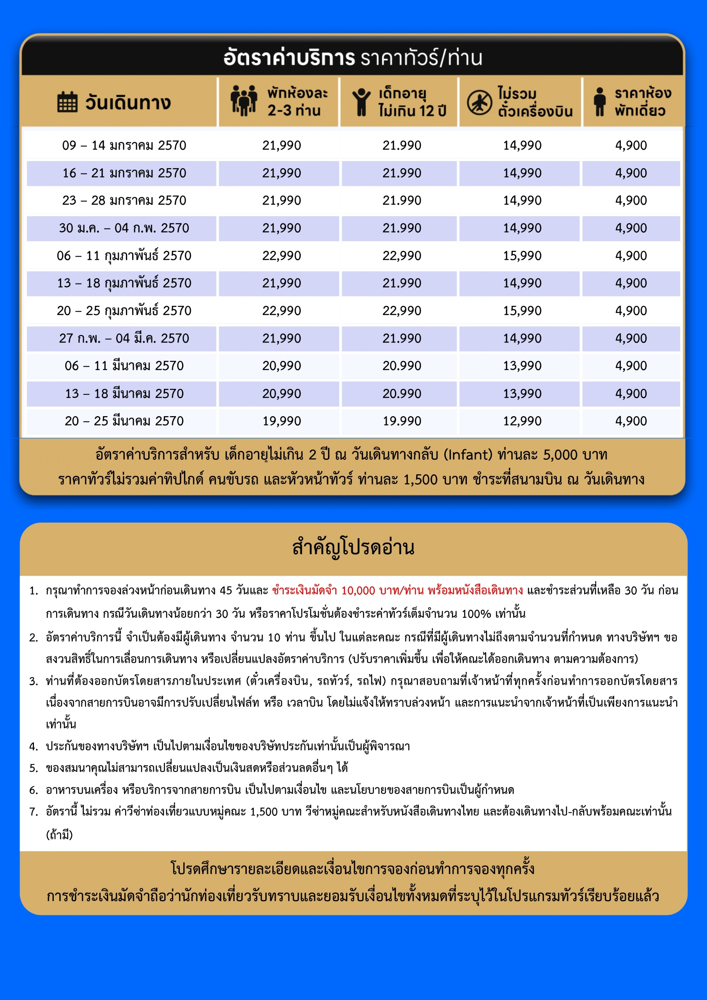 อัตราค่าบริการ ราคาทัวร์/ท่าน
วันเดินทาง พักห้องละ 2-3 ท่าน เด็กอายุ ไม่เกิน 12 ปี ไม่รวม ตั๋วเครื่องบิน ราคาห้อง พักเดี่ยว
09 – 14 มกราคม 2570 21,990 21.990 14,990 4,900
16 – 21 มกราคม 2570 21,990 21.990 14,990 4,900
23 – 28 มกราคม 2570 21,990 21.990 14,990 4,900
30 ม.ค. – 04 ก.พ. 2570 21,990 21.990 14,990 4,900
06 – 11 กุมภาพันธ์ 2570 22,990 22,990 15,990 4,900
13 – 18 กุมภาพันธ์ 2570 21,990 21.990 14,990 4,900
20 – 25 กุมภาพันธ์ 2570 22,990 22,990 15,990 4,900
27 ก.พ. – 04 มี.ค. 2570 21,990 21.990 14,990 4,900
06 – 11 มีนาคม 2570 20,990 20.990 13,990 4,900
13 – 18 มีนาคม 2570 20,990 20.990 13,990 4,900
20 – 25 มีนาคม 2570 19,990 19.990 12,990 4,900
อัตราค่าบริการสำหรับ เด็กอายุไม่เกิน 2 ปี ณ วันเดินทางกลับ (Infant) ท่านละ 5,000 บาท
ราคาทัวร์ไม่รวมค่าทิปไกด์ คนขับรถ และหัวหน้าทัวร์ ท่านละ 1,500 บาท ชำระที่สนามบิน ณ วันเดินทาง
สำคัญโปรดอ่าน
1. กรุณาทำการจองล่วงหน้าก่อนเดินทาง 45 วันและ ชำระเงินมัดจำ 10,000 บาท/ท่าน พร้อมหนังสือเดินทาง และชำระส่วนที่เหลือ 30 วัน ก่อน
การเดินทาง กรณีวันเดินทางน้อยกว่า 30 วัน หรือราคาโปรโมชั่นต้องชำระค่าทัวร์เต็มจำนวน 100% เท่านั้น
2. อัตราค่าบริการนี้ จำเป็นต้องมีผู้เดินทาง จำนวน 10 ท่าน ขึ้นไป ในแต่ละคณะ กรณีที่มีผู้เดินทางไม่ถึงตามจำนวนที่กำหนด ทางบริษัทฯ ขอ
สงวนสิทธิ์ในการเลื่อนการเดินทาง หรือเปลี่ยนแปลงอัตราค่าบริการ (ปรับราคาเพิ่มขึ้น เพื่อให้คณะได้ออกเดินทาง ตามความต้องการ)
3. ท่านที่ต้องออกบัตรโดยสารภายในประเทศ (ตั๋วเครื่องบิน, รถทัวร์, รถไฟ) กรุณาสอบถามที่เจ้าหน้าที่ทุกครั้งก่อนทำการออกบัตรโดยสาร
เนื่องจากสายการบินอาจมีการปรับเปลี่ยนไฟล์ท หรือ เวลาบิน โดยไม่แจ้งให้ทราบล่วงหน้า และการแนะนำจากเจ้าหน้าที่เป็นเพียงการแนะนำ
เท่านั้น
4. ประกันของทางบริษัทฯ เป็นไปตามเงื่อนไขของบริษัทประกันเท่านั้นเป็นผู้พิจารณา
5. ของสมนาคุณไม่สามารถเปลี่ยนแปลงเป็นเงินสดหรือส่วนลดอื่นๆ ได้
6. อาหารบนเครื่อง หรือบริการจากสายการบิน เป็นไปตามเงื่อนไข และนโยบายของสายการบินเป็นผู้กำหนด
7. อัตรานี้ ไม่รวม ค่าวีซ่าท่องเที่ยวแบบหมู่คณะ 1,500 บาท วีซ่าหมู่คณะสำหรับหนังสือเดินทางไทย และต้องเดินทางไป-กลับพร้อมคณะเท่านั้น
(ถ้ามี)
โปรดศึกษารายละเอียดและเงื่อนไขการจองก่อนทำการจองทุกครั้ง
การชำระเงินมัดจำถือว่านักท่องเที่ยวรับทราบและยอมรับเงื่อนไขทั้งหมดที่ระบุไว้ในโปรแกรมทัวร์เรียบร้อยแล้ว